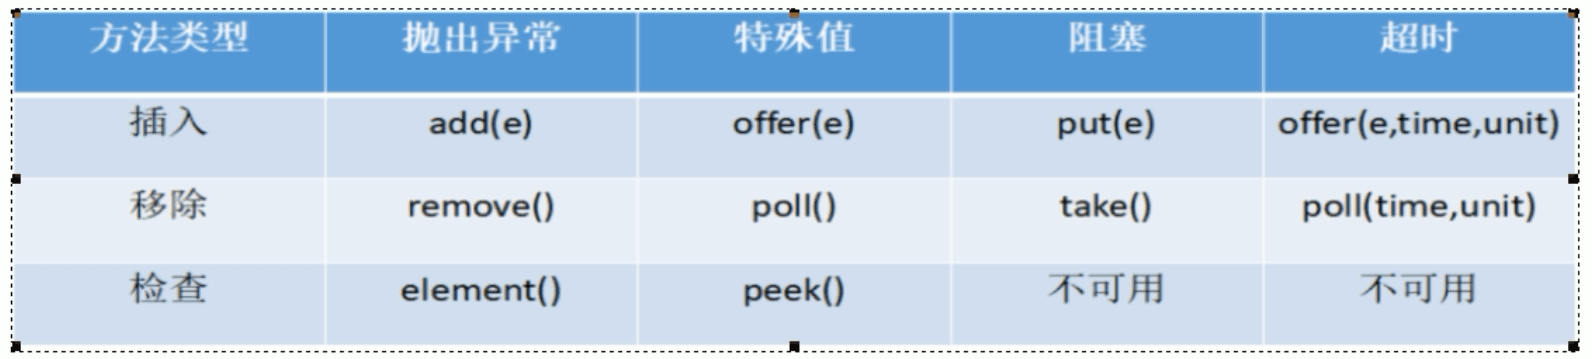 方法类型 抛出异常 特殊值 阻塞 超时
插入 add(e) offer(e) put(e) offer(e,time,unit)
移除 remove() poll() take() poll(time,unit)
检查 element() peek() 不可用 不可用